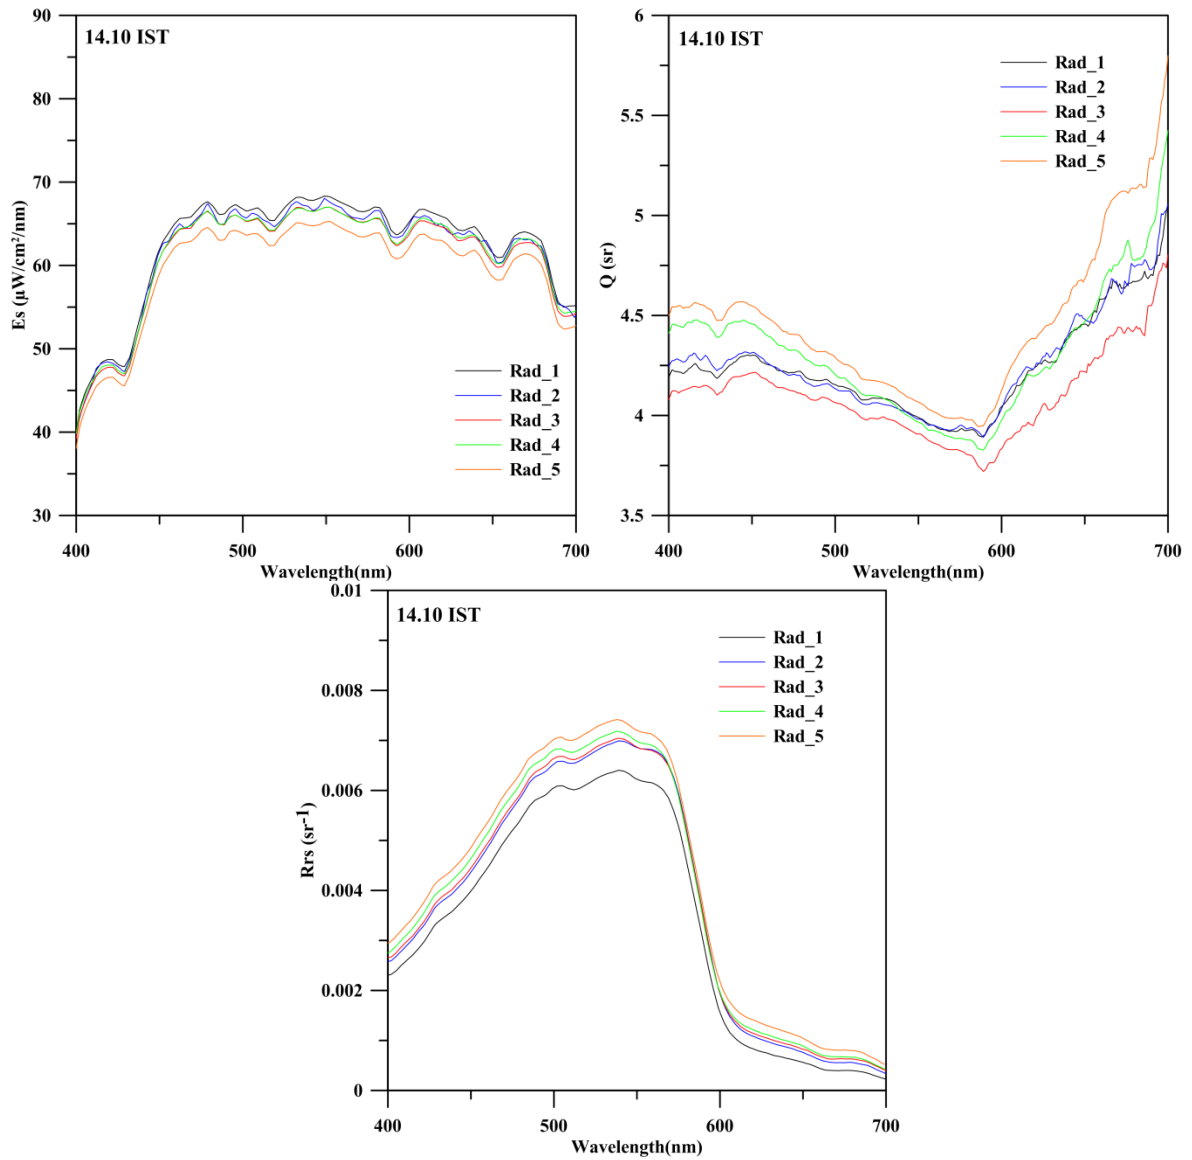 14.10 IST
90
80
70
60
50
40
30
Es (µW/cm²/nm)
Rad_1
Rad_2
Rad_3
Rad_4
Rad_5
400 500 600 700
Wavelength(nm)
14.10 IST
6
5.5
5
4.5
4
3.5
Q (sr)
Rad_1
Rad_2
Rad_3
Rad_4
Rad_5
400 500 600 700
Wavelength(nm)
14.10 IST
0.01
0.008
0.006
0.004
0.002
0
Rrs (sr⁻¹)
Rad_1
Rad_2
Rad_3
Rad_4
Rad_5
400 500 600 700
Wavelength(nm)